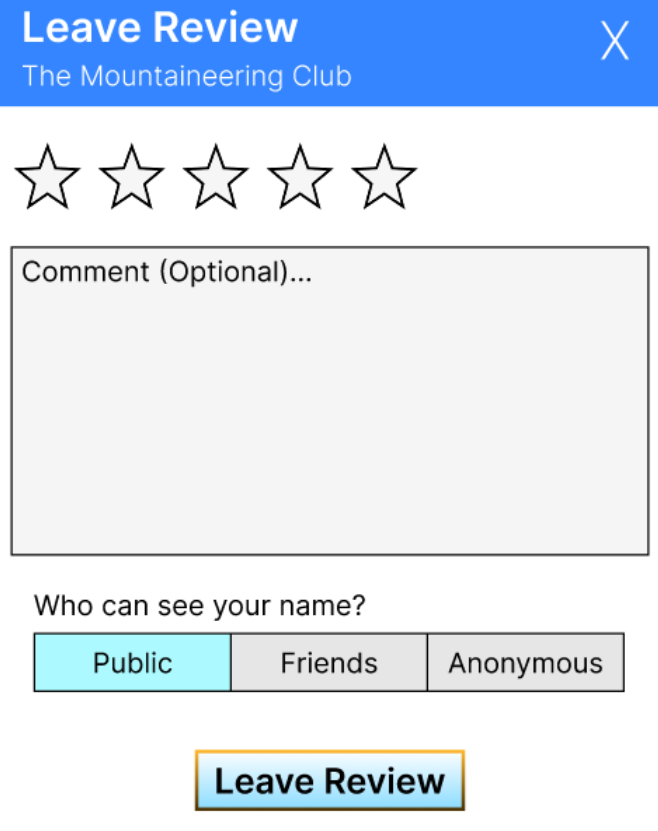 Leave Review
X
The Mountaineering Club
Comment (Optional)...
Who can see your name?
Public Friends Anonymous
Leave Review